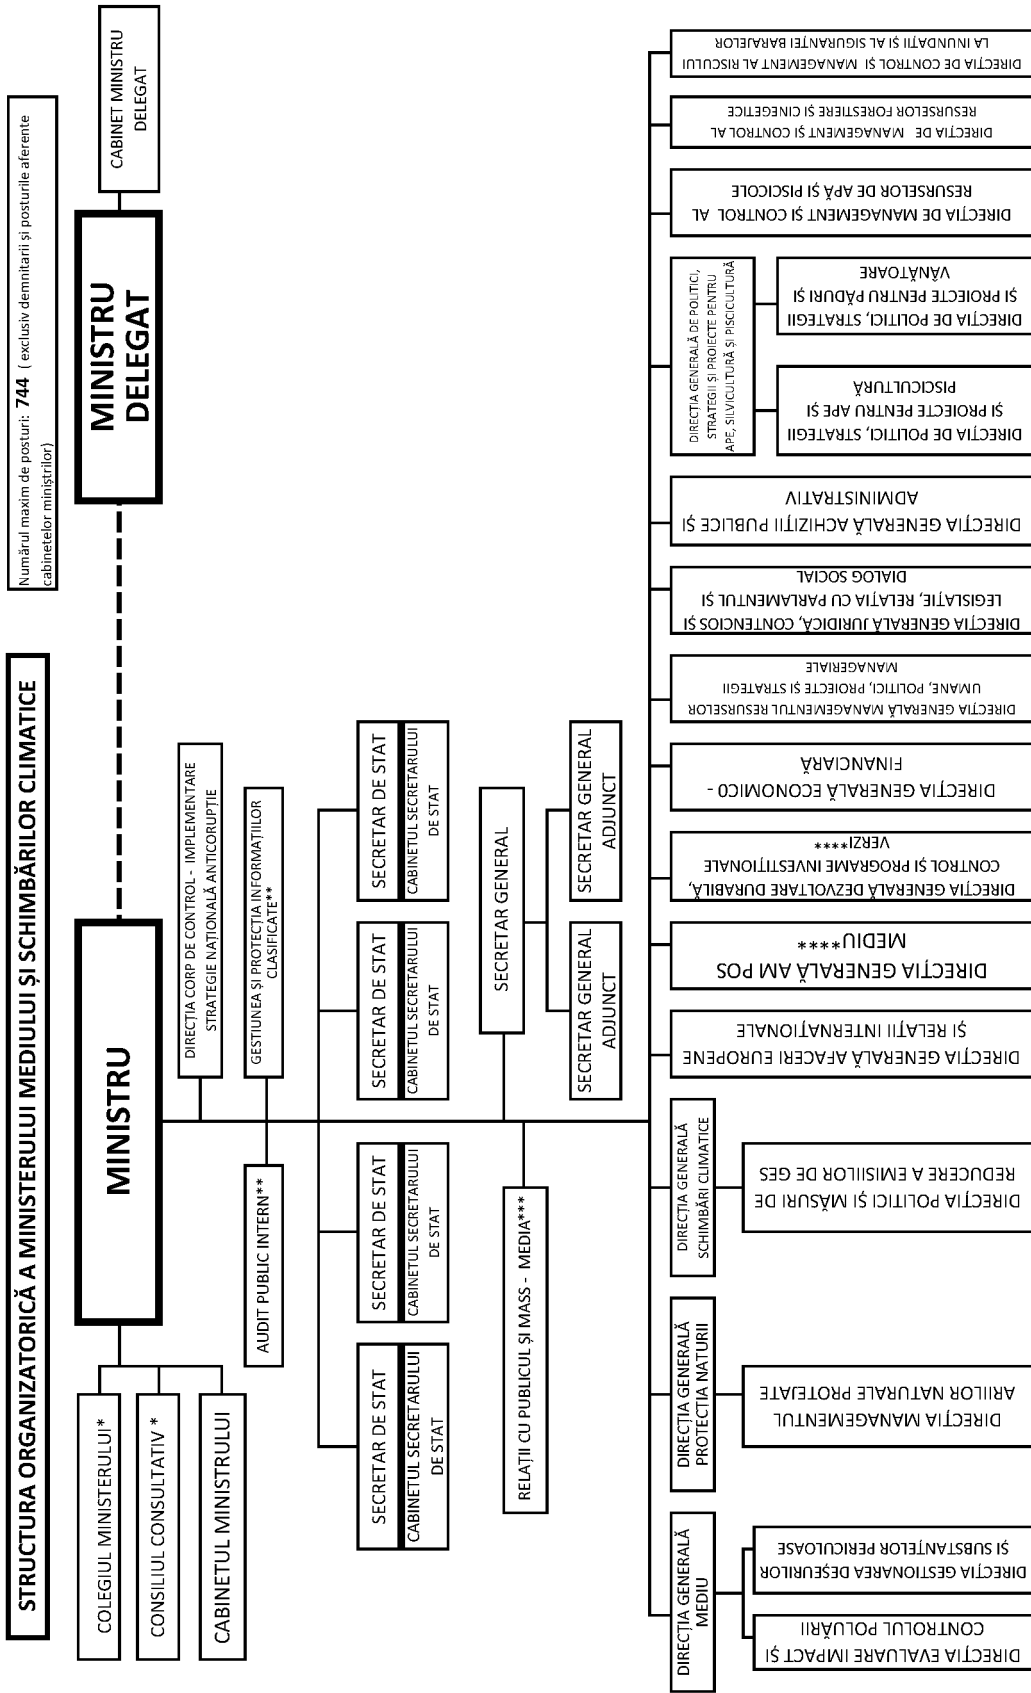 STRUCTURA ORGANIZATORICĂ A MINISTERULUI MEDIULUI ȘI SCHIMBĂRILOR CLIMATICE
Numărul maxim de posturi: 744 ( exclusiv demnitarii și posturile aferente
cabinetelor miniștrilor)
COLEGIUL MINISTERULUI*
CONSILIUL CONSULTATIV *
CABINETUL MINISTRULUI
MINISTRU
MINISTRU
DELEGAT
CABINET MINISTRU
DELEGAT
DIRECȚIA CORP DE CONTROL - IMPLEMENTARE
STRATEGIE NAȚIONALĂ ANTICORUPȚIE
GESTIUNEA ȘI PROTECȚIA INFORMAȚIILOR
CLASIFICATE**
AUDIT PUBLIC INTERN**
SECRETAR DE STAT
CABINETUL SECRETARULUI
DE STAT
SECRETAR DE STAT
CABINETUL SECRETARULUI
DE STAT
SECRETAR DE STAT
CABINETUL SECRETARULUI
DE STAT
SECRETAR DE STAT
CABINETUL SECRETARULUI
DE STAT
RELAȚII CU PUBLICUL ȘI MASS - MEDIA***
SECRETAR GENERAL
SECRETAR GENERAL
ADJUNCT
SECRETAR GENERAL
ADJUNCT
DIRECȚIA GENERALĂ
MEDIU
DIRECȚIA EVALUARE IMPACT ȘI
CONTROLUL POLUĂRII
DIRECȚIA GESTIONAREA DEȘEURILOR
ȘI SUBSTANȚELOR PERICULOASE
DIRECȚIA GENERALĂ
PROTECȚIA NATURII
DIRECȚIA MANAGEMENTUL
ARIILOR NATURALE PROTEJATE
DIRECȚIA GENERALĂ
SCHIMBĂRI CLIMATICE
DIRECȚIA POLITICI ȘI MĂSURI DE
REDUCERE A EMISIILOR DE GES
DIRECȚIA GENERALĂ AFACERI EUROPENE
ȘI RELAȚII INTERNAȚIONALE
DIRECȚIA GENERALĂ AM POS
MEDIU****
DIRECȚIA GENERALĂ DEZVOLTARE DURABILĂ,
CONTROL ȘI PROGRAME INVESTIȚIONALE
VERZI****
DIRECȚIA GENERALĂ ECONOMICO -
FINANCIARĂ
DIRECȚIA GENERALĂ MANAGEMENTUL RESURSELOR
UMANE, POLITICI, PROIECTE ȘI STRATEGII
MANAGERIALE
DIRECȚIA GENERALĂ JURIDICĂ, CONTENCIOS ȘI
LEGISLAȚIE, RELAȚIA CU PARLAMENTUL ȘI
DIALOG SOCIAL
DIRECȚIA GENERALĂ ACHIZIȚII PUBLICE ȘI
ADMINISTRATIV
DIRECȚIA GENERALĂ DE POLITICI,
STRATEGII ȘI PROIECTE PENTRU
APE, SILVICULTURĂ ȘI PISCICULTURĂ
DIRECȚIA DE POLITICI, STRATEGII
ȘI PROIECTE PENTRU APE ȘI
PISCICULTURĂ
DIRECȚIA DE POLITICI, STRATEGII
ȘI PROIECTE PENTRU PĂDURI ȘI
VÂNĂTOARE
DIRECȚIA DE MANAGEMENT ȘI CONTROL AL
RESURSELOR DE APĂ ȘI PISCICOLE
DIRECȚIA DE MANAGEMENT ȘI CONTROL AL
RESURSELOR FORESTIERE ȘI CINEGETICE
DIRECȚIA DE CONTROL ȘI MANAGEMENT AL RISCULUI
LA INUNDAȚII ȘI AL SIGURANȚEI BARAJELOR